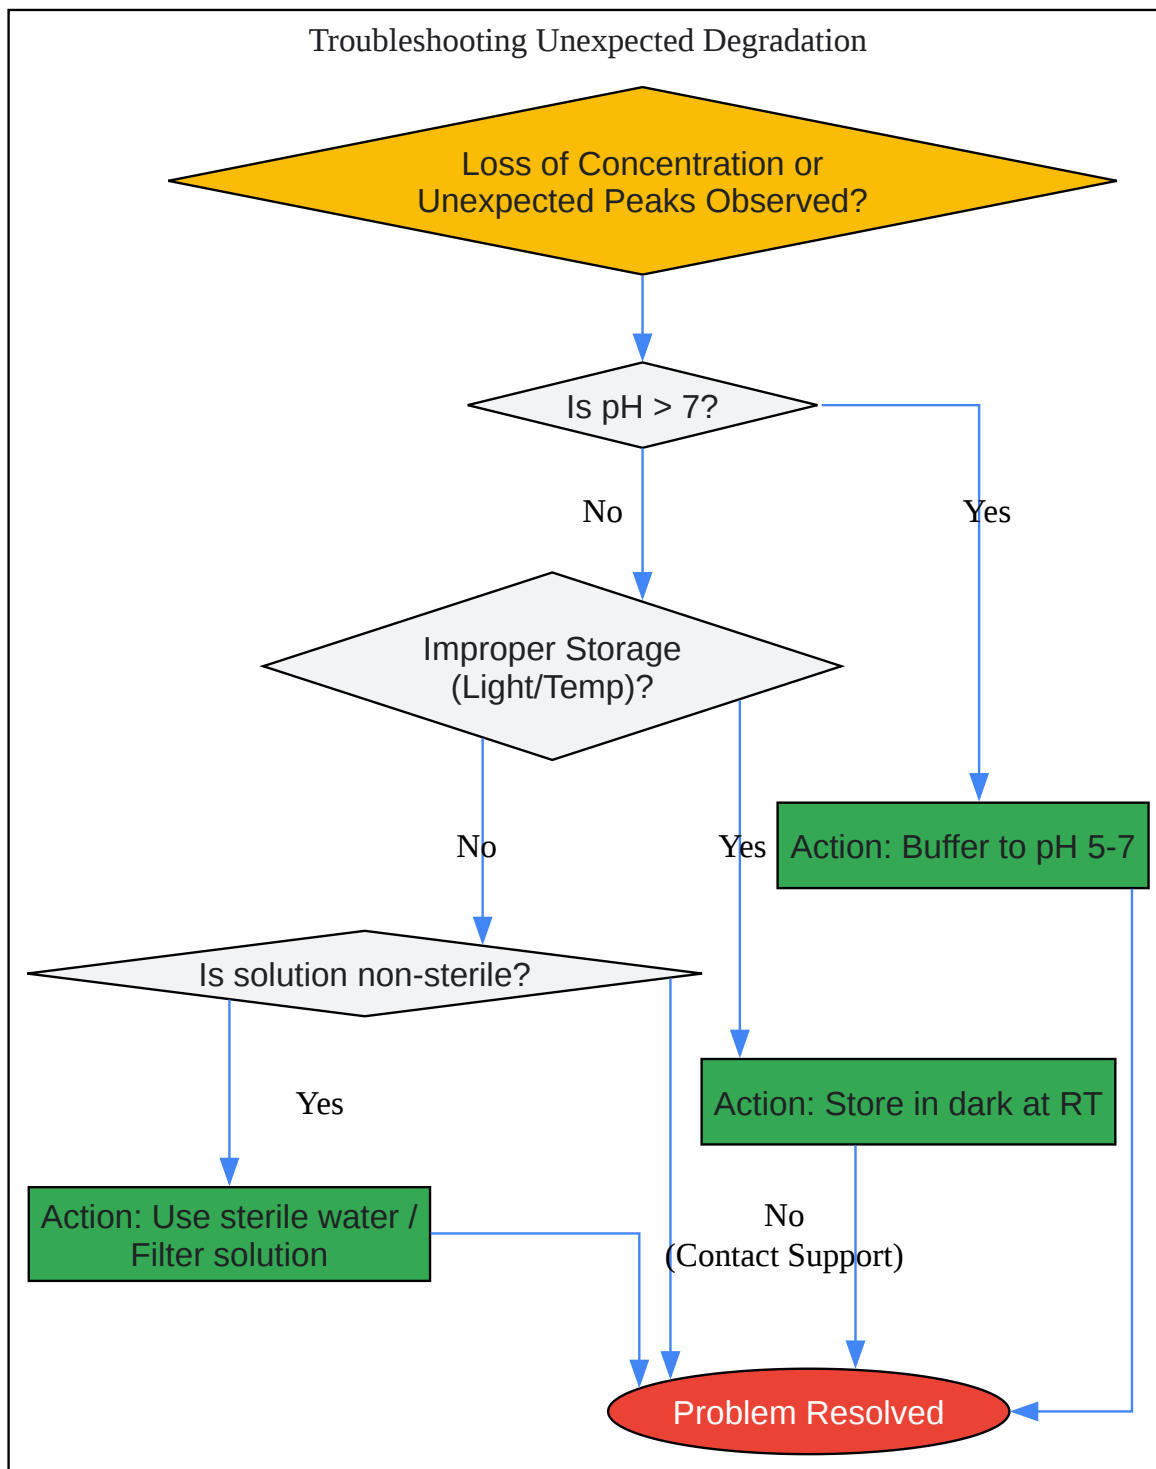 Troubleshooting Unexpected Degradation
Loss of Concentration or
Unexpected Peaks Observed?
Is pH > 7?
No
Yes
Improper Storage
(Light/Temp)?
No
Yes
Action: Buffer to pH 5-7
Is solution non-sterile?
Yes
Action: Store in dark at RT
Action: Use sterile water /
Filter solution
No
(Contact Support)
Problem Resolved